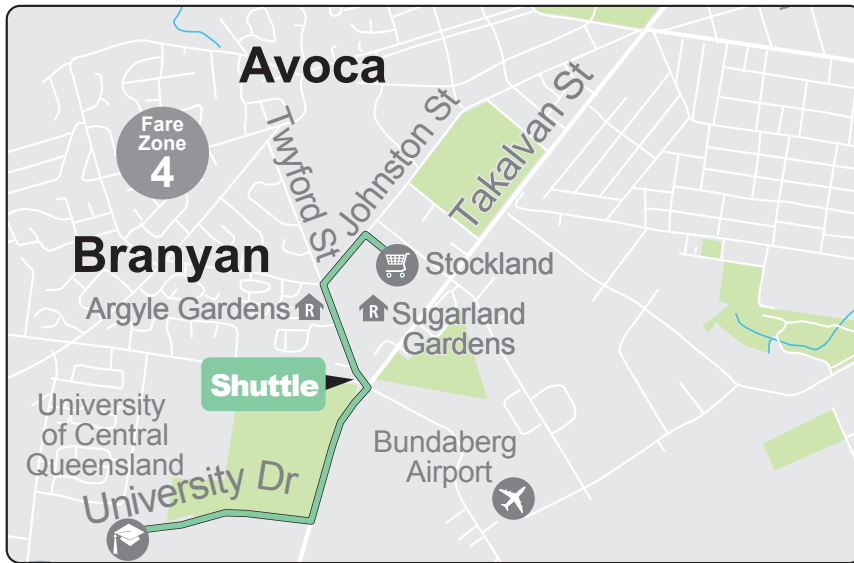 Avoca
Fare
Zone
4
Twyford St
Johnston St
Takalvan St
Branyan
Stockland
Argyle Gardens
R
R
Sugarland
Gardens
Shuttle
University
of Central
Queensland
Bundaberg
Airport
University Dr